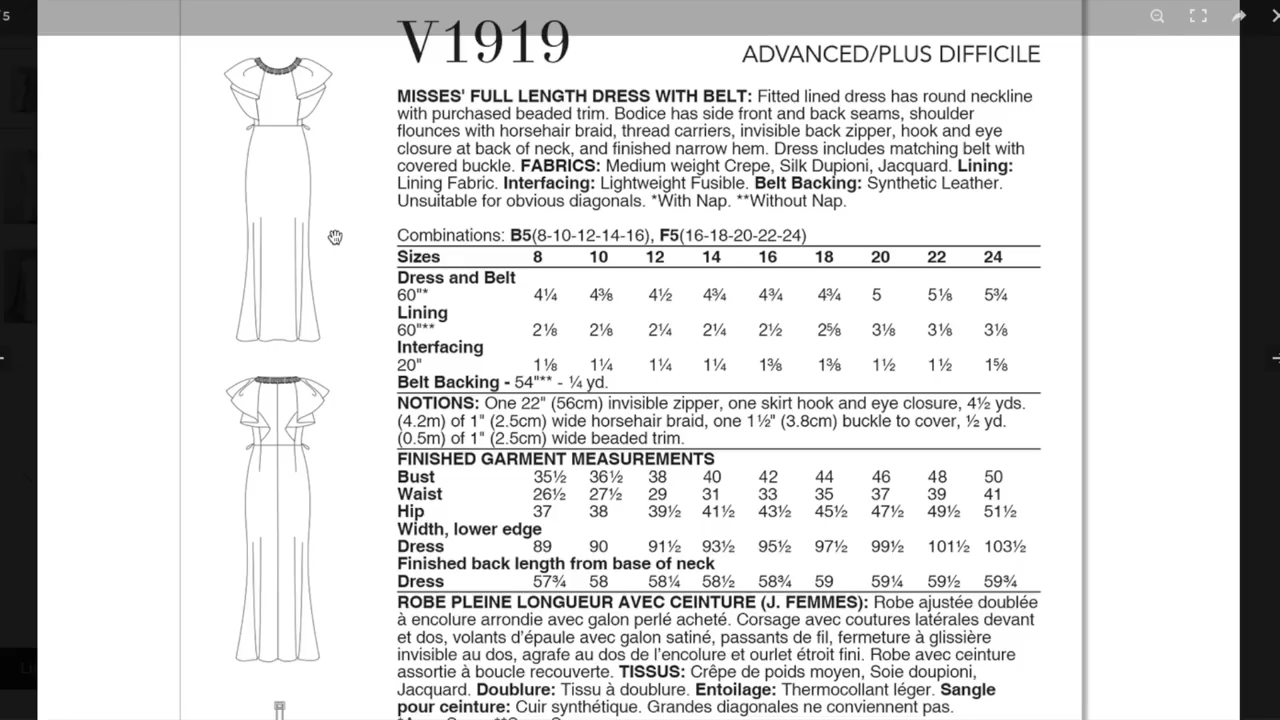 5
V1919
ADVANCED/PLUS DIFFICILE
MISSES' FULL LENGTH DRESS WITH BELT: Fitted lined dress has round neckline
with purchased beaded trim. Bodice has side front and back seams, shoulder
flounces with horsehair braid, thread carriers, invisible back zipper, hook and eye
closure at back of neck, and finished narrow hem. Dress includes matching belt with
covered buckle. FABRICS: Medium weight Crepe, Silk Dupioni, Jacquard. Lining:
Lining Fabric. Interfacing: Lightweight Fusible. Belt Backing: Synthetic Leather.
Unsuitable for obvious diagonals. *With Nap. **Without Nap.
Combinations: B5(8-10-12-14-16), F5(16-18-20-22-24)
Sizes 8 10 12 14 16 18 20 22 24
Dress and Belt
60"* 4¼ 4⅜ 4½ 4¾ 4¾ 4¾ 5 5⅛ 5¾
Lining
60"** 2⅛ 2⅛ 2¼ 2¼ 2½ 2⅝ 3⅛ 3⅛ 3⅛
Interfacing
20" 1⅛ 1¼ 1¼ 1¼ 1⅜ 1⅜ 1½ 1½ 1⅝
Belt Backing - 54"** - ¼ yd.
NOTIONS: One 22" (56cm) invisible zipper, one skirt hook and eye closure, 4½ yds.
(4.2m) of 1" (2.5cm) wide horsehair braid, one 1½" (3.8cm) buckle to cover, ½ yd.
(0.5m) of 1" (2.5cm) wide beaded trim.
FINISHED GARMENT MEASUREMENTS
Bust 35½ 36½ 38 40 42 44 46 48 50
Waist 26½ 27½ 29 31 33 35 37 39 41
Hip 37 38 39½ 41½ 43½ 45½ 47½ 49½ 51½
Width, lower edge
Dress 89 90 91½ 93½ 95½ 97½ 99½ 101½ 103½
Finished back length from base of neck
Dress 57¾ 58 58¼ 58½ 58¾ 59 59¼ 59½ 59¾
ROBE PLEINE LONGUEUR AVEC CEINTURE (J. FEMMES): Robe ajustée doublée
à encolure arrondie avec galon perlé acheté. Corsage avec coutures latérales devant
et dos, volants d'épaule avec galon satiné, passants de fil, fermeture à glissière
invisible au dos, agrafe au dos de l'encolure et ourlet étroit fini. Robe avec ceinture
assortie à boucle recouverte. TISSUS: Crêpe de poids moyen, Soie doupioni,
Jacquard. Doublure: Tissu à doublure. Entoilage: Thermocollant léger. Sangle
pour ceinture: Cuir synthétique. Grandes diagonales ne conviennent pas.